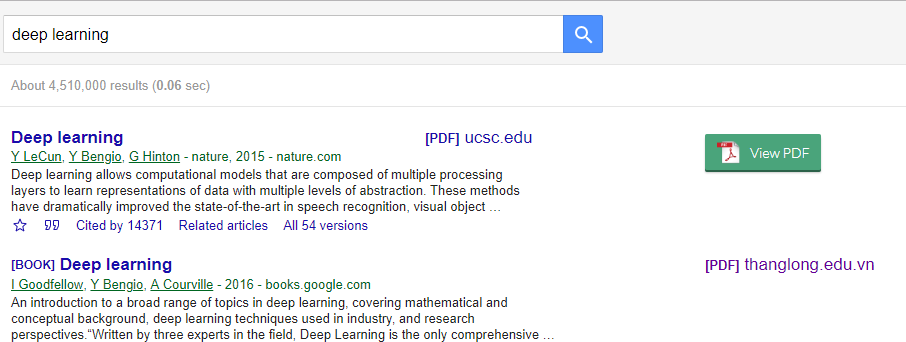 deep learning
About 4,510,000 results (0.06 sec)
Deep learning [PDF] ucsc.edu View PDF
Y LeCun, Y Bengio, G Hinton - nature, 2015 - nature.com
Deep learning allows computational models that are composed of multiple processing
layers to learn representations of data with multiple levels of abstraction. These methods
have dramatically improved the state-of-the-art in speech recognition, visual object …
Cited by 14371 Related articles All 54 versions
[BOOK] Deep learning [PDF] thanglong.edu.vn
I Goodfellow, Y Bengio, A Courville - 2016 - books.google.com
An introduction to a broad range of topics in deep learning, covering mathematical and
conceptual background, deep learning techniques used in industry, and research
perspectives.“Written by three experts in the field, Deep Learning is the only comprehensive …